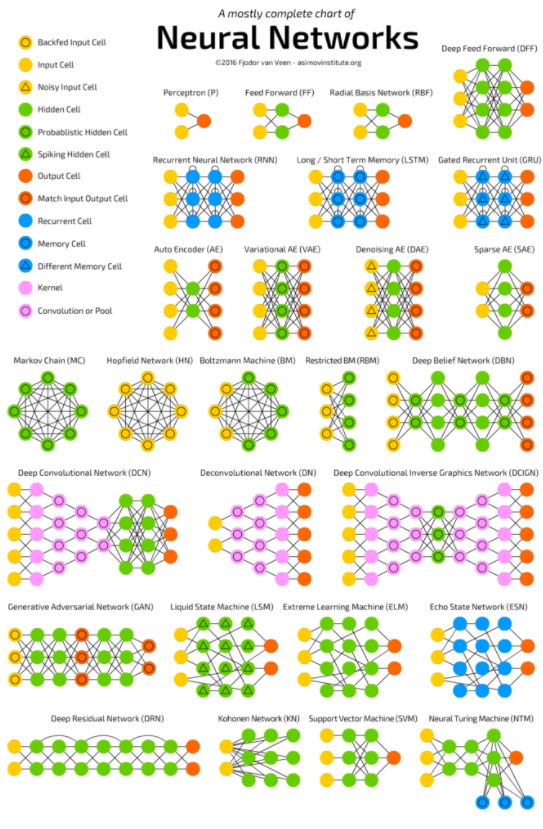 A mostly complete chart of
Neural Networks
©2016 Fjodor van Veen - asimovinstitute.org
Backfed Input Cell
Input Cell
Noisy Input Cell
Hidden Cell
Probablistic Hidden Cell
Spiking Hidden Cell
Output Cell
Match Input Output Cell
Recurrent Cell
Memory Cell
Different Memory Cell
Kernel
Convolution or Pool
Deep Feed Forward (DFF)
Perceptron (P)
Feed Forward (FF)
Radial Basis Network (RBF)
Recurrent Neural Network (RNN)
Long / Short Term Memory (LSTM)
Gated Recurrent Unit (GRU)
Auto Encoder (AE)
Variational AE (VAE)
Denoising AE (DAE)
Sparse AE (SAE)
Markov Chain (MC)
Hopfield Network (HN)
Boltzmann Machine (BM)
Restricted BM (RBM)
Deep Belief Network (DBN)
Deep Convolutional Network (DCN)
Deconvolutional Network (DN)
Deep Convolutional Inverse Graphics Network (DCIGN)
Generative Adversarial Network (GAN)
Liquid State Machine (LSM)
Extreme Learning Machine (ELM)
Echo State Network (ESN)
Deep Residual Network (DRN)
Kohonen Network (KN)
Support Vector Machine (SVM)
Neural Turing Machine (NTM)